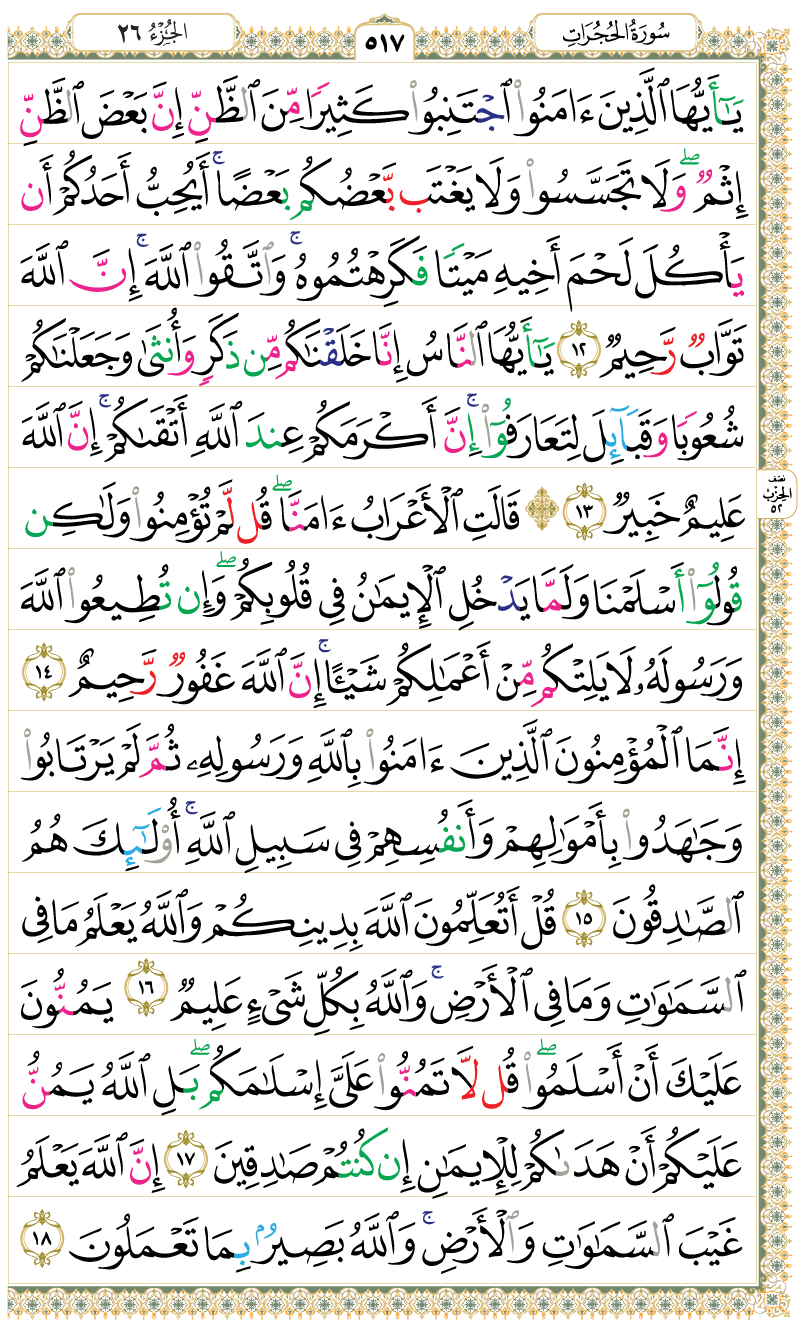 سُورَةُ الحُجُرَاتِ
٥١٧
الجُزْءُ ٢٦
يَـٰٓأَيُّهَا ٱلَّذِينَ ءَامَنُوا۟ ٱجْتَنِبُوا۟ كَثِيرًا مِّنَ ٱلظَّنِّ إِنَّ بَعْضَ ٱلظَّنِّ
إِثْمٌ ۖ وَلَا تَجَسَّسُوا۟ وَلَا يَغْتَب بَّعْضُكُم بَعْضًا ۚ أَيُحِبُّ أَحَدُكُمْ أَن
يَأْكُلَ لَحْمَ أَخِيهِ مَيْتًا فَكَرِهْتُمُوهُ ۚ وَٱتَّقُوا۟ ٱللَّهَ ۚ إِنَّ ٱللَّهَ
تَوَّابٌ رَّحِيمٌ ١٢ يَـٰٓأَيُّهَا ٱلنَّاسُ إِنَّا خَلَقْنَـٰكُم مِّن ذَكَرٍ وَأُنثَىٰ وَجَعَلْنَـٰكُمْ
شُعُوبًا وَقَبَآئِلَ لِتَعَارَفُوٓا۟ ۚ إِنَّ أَكْرَمَكُمْ عِندَ ٱللَّهِ أَتْقَىٰكُمْ ۚ إِنَّ ٱللَّهَ
عَلِيمٌ خَبِيرٌ ١٣ ۞ قَالَتِ ٱلْأَعْرَابُ ءَامَنَّا ۖ قُل لَّمْ تُؤْمِنُوا۟ وَلَـٰكِن
نصف الحِزْب ٥٢
قُولُوٓا۟ أَسْلَمْنَا وَلَمَّا يَدْخُلِ ٱلْإِيمَـٰنُ فِى قُلُوبِكُمْ ۖ وَإِن تُطِيعُوا۟ ٱللَّهَ
وَرَسُولَهُۥ لَا يَلِتْكُم مِّنْ أَعْمَـٰلِكُمْ شَيْـًٔا ۚ إِنَّ ٱللَّهَ غَفُورٌ رَّحِيمٌ ١٤
إِنَّمَا ٱلْمُؤْمِنُونَ ٱلَّذِينَ ءَامَنُوا۟ بِٱللَّهِ وَرَسُولِهِۦ ثُمَّ لَمْ يَرْتَابُوا۟
وَجَـٰهَدُوا۟ بِأَمْوَٰلِهِمْ وَأَنفُسِهِمْ فِى سَبِيلِ ٱللَّهِ ۚ أُو۟لَـٰٓئِكَ هُمُ
ٱلصَّـٰدِقُونَ ١٥ قُلْ أَتُعَلِّمُونَ ٱللَّهَ بِدِينِكُمْ وَٱللَّهُ يَعْلَمُ مَا فِى
ٱلسَّمَـٰوَٰتِ وَمَا فِى ٱلْأَرْضِ ۚ وَٱللَّهُ بِكُلِّ شَىْءٍ عَلِيمٌ ١٦ يَمُنُّونَ
عَلَيْكَ أَنْ أَسْلَمُوا۟ ۖ قُل لَّا تَمُنُّوا۟ عَلَىَّ إِسْلَـٰمَكُم ۖ بَلِ ٱللَّهُ يَمُنُّ
عَلَيْكُمْ أَنْ هَدَىٰكُمْ لِلْإِيمَـٰنِ إِن كُنتُمْ صَـٰدِقِينَ ١٧ إِنَّ ٱللَّهَ يَعْلَمُ
غَيْبَ ٱلسَّمَـٰوَٰتِ وَٱلْأَرْضِ ۚ وَٱللَّهُ بَصِيرٌۢ بِمَا تَعْمَلُونَ ١٨